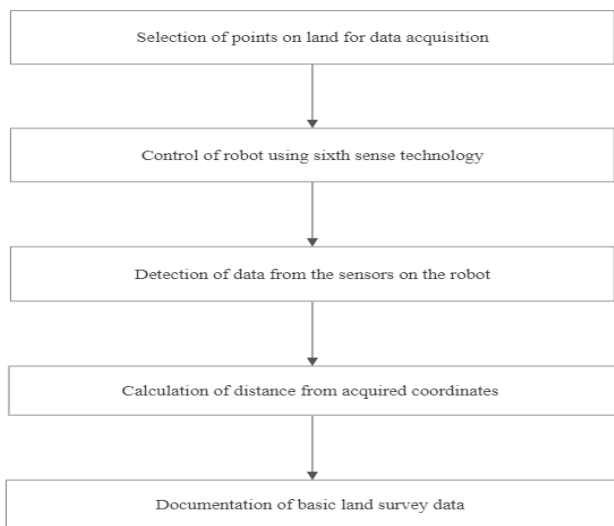 Selection of points on land for data acquisition
Control of robot using sixth sense technology
Detection of data from the sensors on the robot
Calculation of distance from acquired coordinates
Documentation of basic land survey data